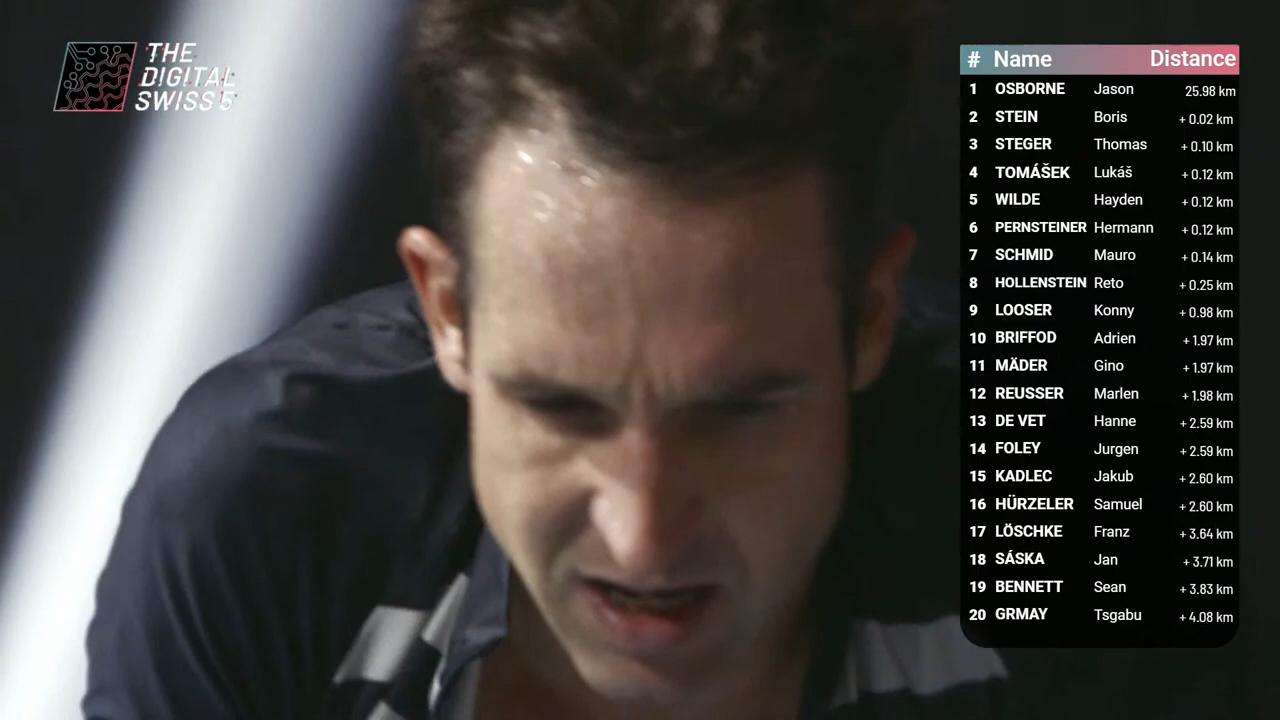 THE
DIGITAL
SWISS 5
# Name Distance
1 OSBORNE Jason 25.98 km
2 STEIN Boris + 0.02 km
3 STEGER Thomas + 0.10 km
4 TOMÁŠEK Lukáš + 0.12 km
5 WILDE Hayden + 0.12 km
6 PERNSTEINER Hermann + 0.12 km
7 SCHMID Mauro + 0.14 km
8 HOLLENSTEIN Reto + 0.25 km
9 LOOSER Konny + 0.98 km
10 BRIFFOD Adrien + 1.97 km
11 MÄDER Gino + 1.97 km
12 REUSSER Marlen + 1.98 km
13 DE VET Hanne + 2.59 km
14 FOLEY Jurgen + 2.59 km
15 KADLEC Jakub + 2.60 km
16 HÜRZELER Samuel + 2.60 km
17 LÖSCHKE Franz + 3.64 km
18 SÁSKA Jan + 3.71 km
19 BENNETT Sean + 3.83 km
20 GRMAY Tsgabu + 4.08 km